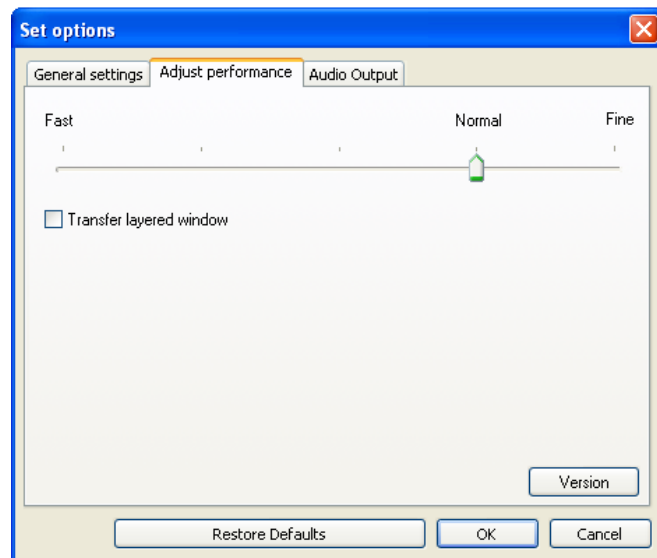 Set options
General settings Adjust performance Audio Output
Fast Normal Fine
Transfer layered window
Version
Restore Defaults OK Cancel